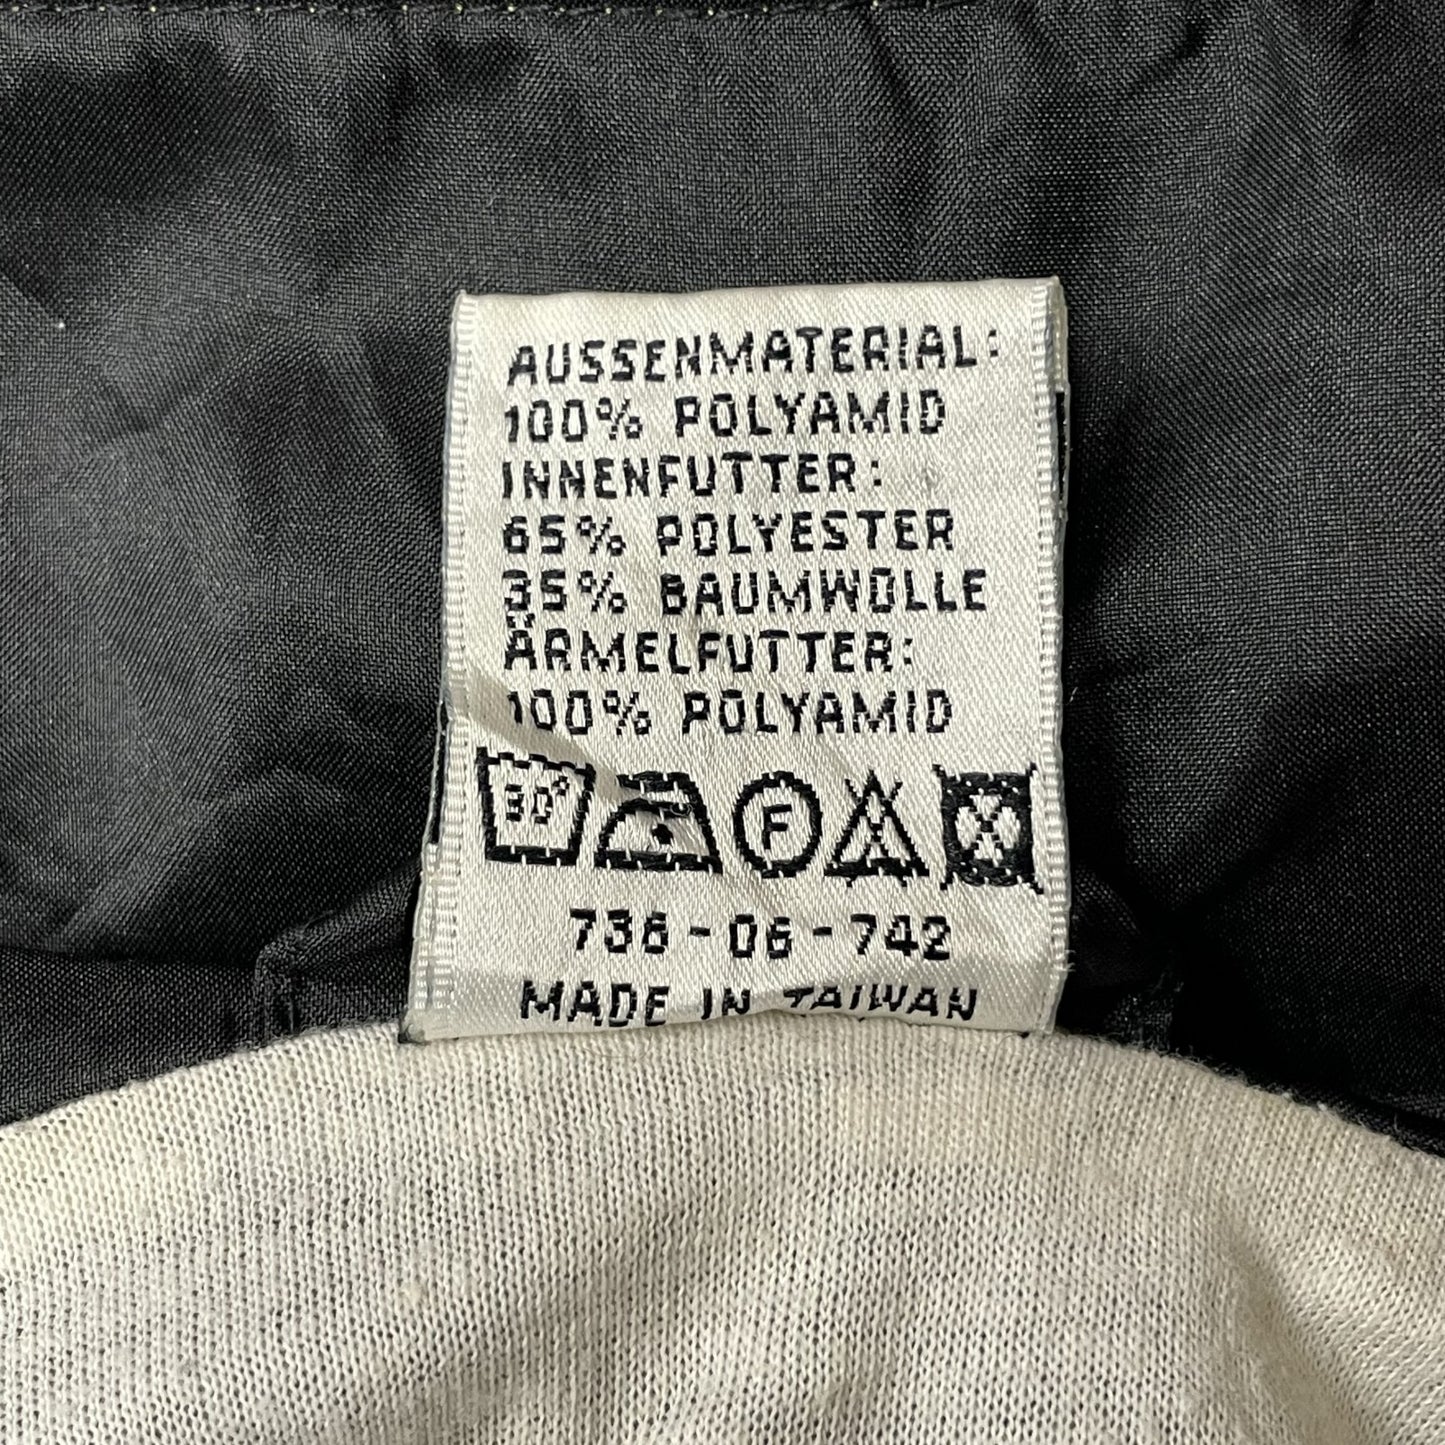 AUSSENMATERIAL:
100% POLYAMID
INNENFUTTER:
65% POLYESTER
35% BAUMWOLLE
ÄRMELFUTTER:
100% POLYAMID
30° F
736-06-742
MADE IN TAIWAN